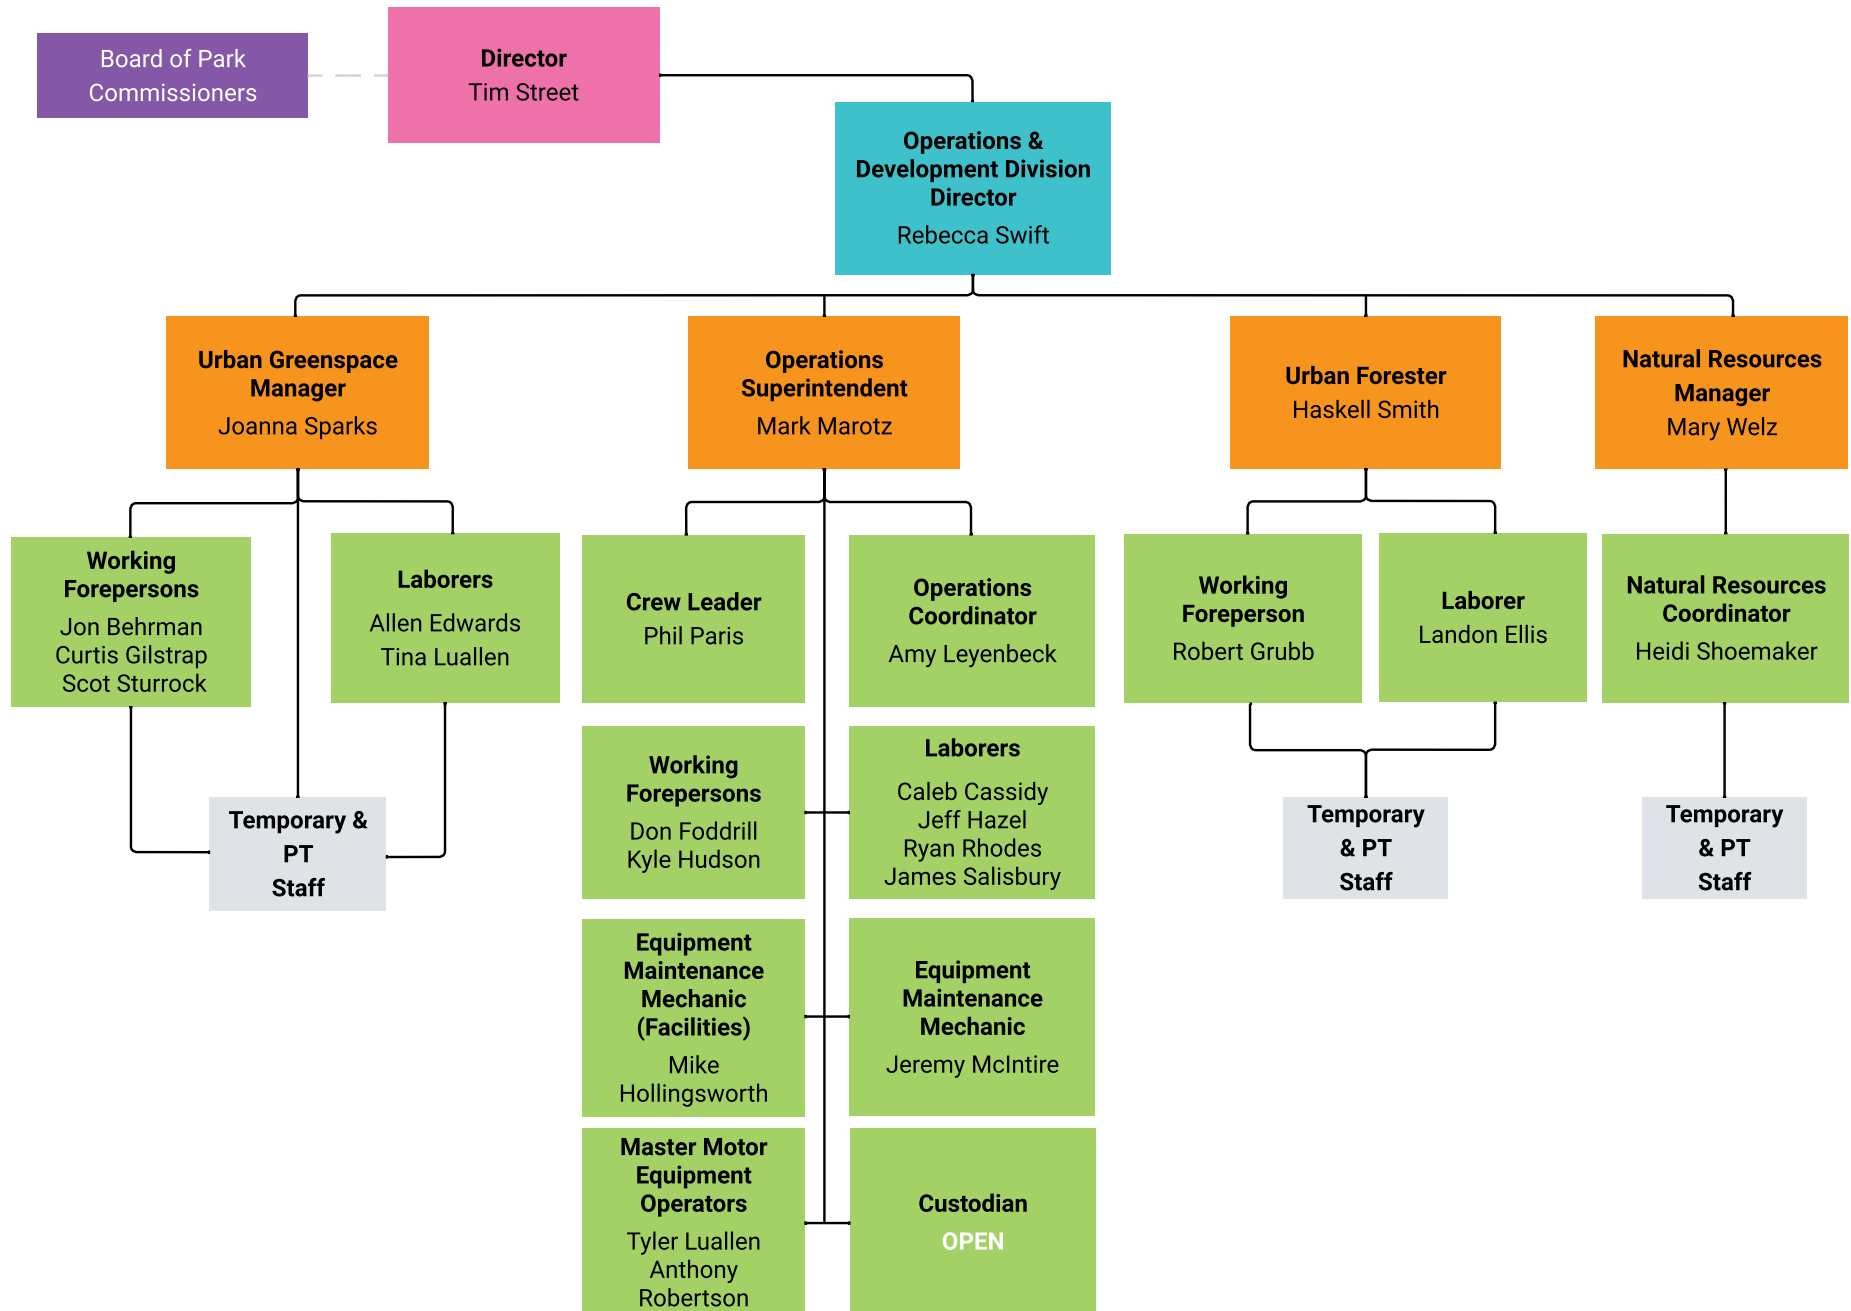 Board of Park
Commissioners
Director
Tim Street
Operations &
Development Division
Director
Rebecca Swift
Urban Greenspace
Manager
Joanna Sparks
Operations
Superintendent
Mark Marotz
Urban Forester
Haskell Smith
Natural Resources
Manager
Mary Welz
Working
Forepersons
Jon Behrman
Curtis Gilstrap
Scot Sturrock
Laborers
Allen Edwards
Tina Luallen
Crew Leader
Phil Paris
Operations
Coordinator
Amy Leyenbeck
Working
Foreperson
Robert Grubb
Laborer
Landon Ellis
Natural Resources
Coordinator
Heidi Shoemaker
Working
Forepersons
Don Foddrill
Kyle Hudson
Laborers
Caleb Cassidy
Jeff Hazel
Ryan Rhodes
James Salisbury
Temporary &
PT
Staff
Temporary
& PT
Staff
Temporary
& PT
Staff
Equipment
Maintenance
Mechanic
(Facilities)
Mike
Hollingsworth
Equipment
Maintenance
Mechanic
Jeremy McIntire
Master Motor
Equipment
Operators
Tyler Luallen
Anthony
Robertson
Custodian
OPEN